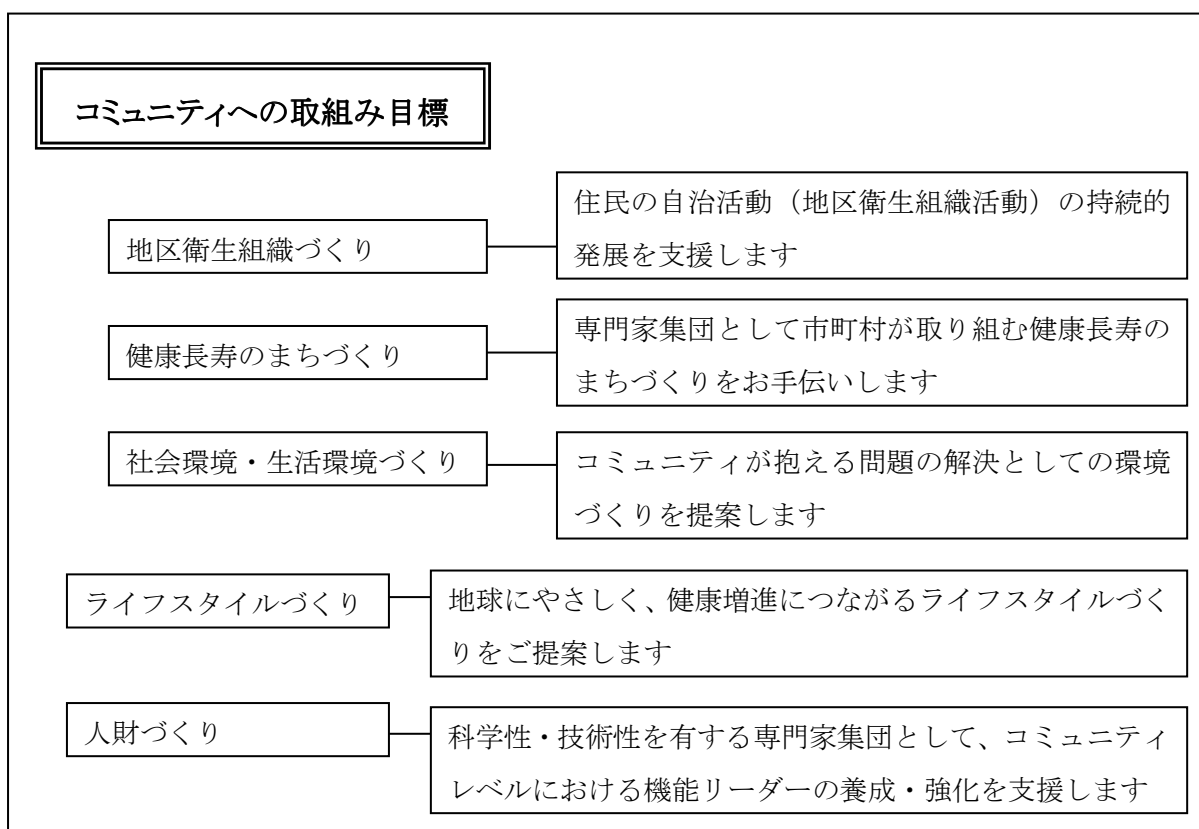 コミュニティへの取組み目標
地区衛生組織づくり
住民の自治活動（地区衛生組織活動）の持続的
発展を支援します
健康長寿のまちづくり
専門家集団として市町村が取り組む健康長寿の
まちづくりをお手伝いします
社会環境・生活環境づくり
コミュニティが抱える問題の解決としての環境
づくりを提案します
ライフスタイルづくり
地球にやさしく、健康増進につながるライフスタイルづく
りをご提案します
人財づくり
科学性・技術性を有する専門家集団として、コミュニティ
レベルにおける機能リーダーの養成・強化を支援します